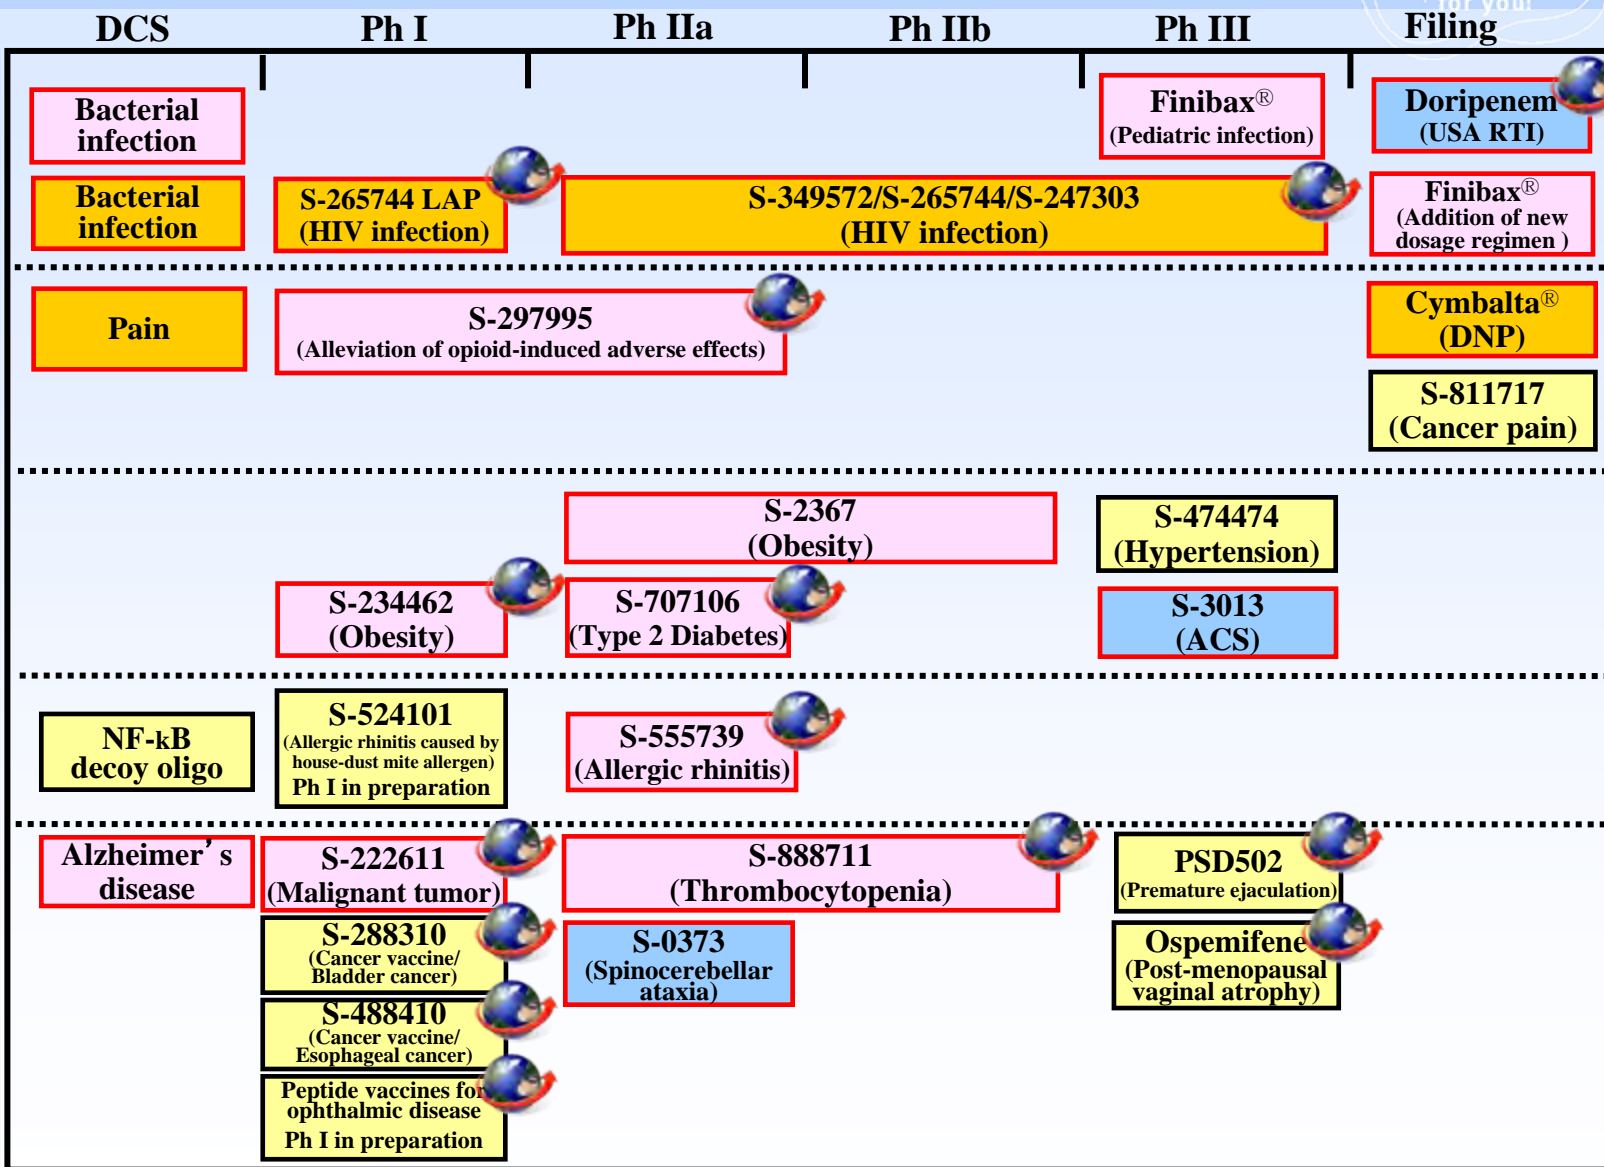 for you!
DCS
Ph I
Ph IIa
Ph IIb
Ph III
Filing
Bacterial
infection
Finibax®
(Pediatric infection)
Doripenem
(USA RTI)
Bacterial
infection
S-265744 LAP
(HIV infection)
S-349572/S-265744/S-247303
(HIV infection)
Finibax®
(Addition of new
dosage regimen )
Pain
S-297995
(Alleviation of opioid-induced adverse effects)
Cymbalta®
(DNP)
S-811717
(Cancer pain)
S-2367
(Obesity)
S-474474
(Hypertension)
S-234462
(Obesity)
S-707106
(Type 2 Diabetes)
S-3013
(ACS)
NF-kB
decoy oligo
S-524101
(Allergic rhinitis caused by
house-dust mite allergen)
Ph I in preparation
S-555739
(Allergic rhinitis)
Alzheimer’s
disease
S-222611
(Malignant tumor)
S-888711
(Thrombocytopenia)
PSD502
(Premature ejaculation)
S-288310
(Cancer vaccine/
Bladder cancer)
S-0373
(Spinocerebellar
ataxia)
Ospemifene
(Post-menopausal
vaginal atrophy)
S-488410
(Cancer vaccine/
Esophageal cancer)
Peptide vaccines for
ophthalmic disease
Ph I in preparation